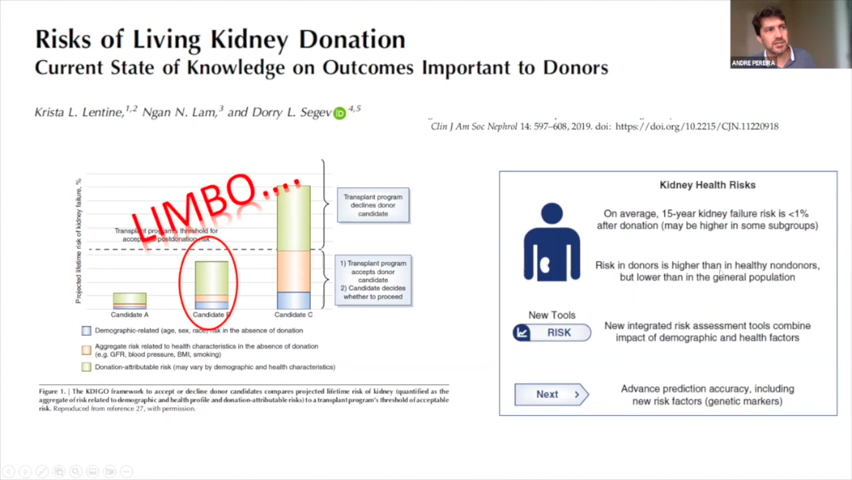 Risks of Living Kidney Donation
Current State of Knowledge on Outcomes Important to Donors
ANDRE PEREIRA
Krista L. Lentine,1,2 Ngan N. Lam,3 and Dorry L. Segev iD 4,5
Clin J Am Soc Nephrol 14: 597–608, 2019. doi: https://doi.org/10.2215/CJN.11220918
Projected lifetime risk of kidney failure, %
LIMBO....
Transplant program's threshold for
postdonation risk
Transplant program
declines donor
candidate
1) Transplant program
accepts donor
candidate
2) Candidate decides
whether to proceed
Candidate A
Candidate
Candidate C
Demographic-related (age, sex, race) risk in the absence of donation
Aggregate risk related to health characteristics in the absence of donation
(e.g. GFR, blood pressure, BMI, smoking)
Donation-attributable risk (may vary by demographic and health characteristics)
Figure 1. | The KDIGO framework to accept or decline donor candidates compares projected lifetime risk of kidney (quantified as the
aggregate of risk related to demographic and health profile and donation-attributable risks) to a transplant program's threshold of acceptable
risk. Reproduced from reference 27, with permission.
Kidney Health Risks
On average, 15-year kidney failure risk is <1%
after donation (may be higher in some subgroups)
Risk in donors is higher than in healthy nondonors,
but lower than in the general population
New Tools
RISK
New integrated risk assessment tools combine
impact of demographic and health factors
Next
Advance prediction accuracy, including
new risk factors (genetic markers)